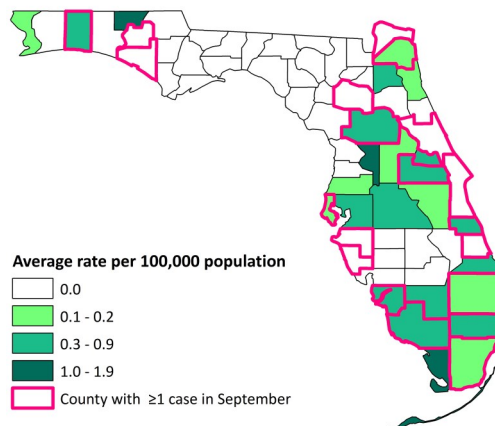 Average rate per 100,000 population
0.0
0.1 - 0.2
0.3 - 0.9
1.0 - 1.9
County with ≥1 case in September